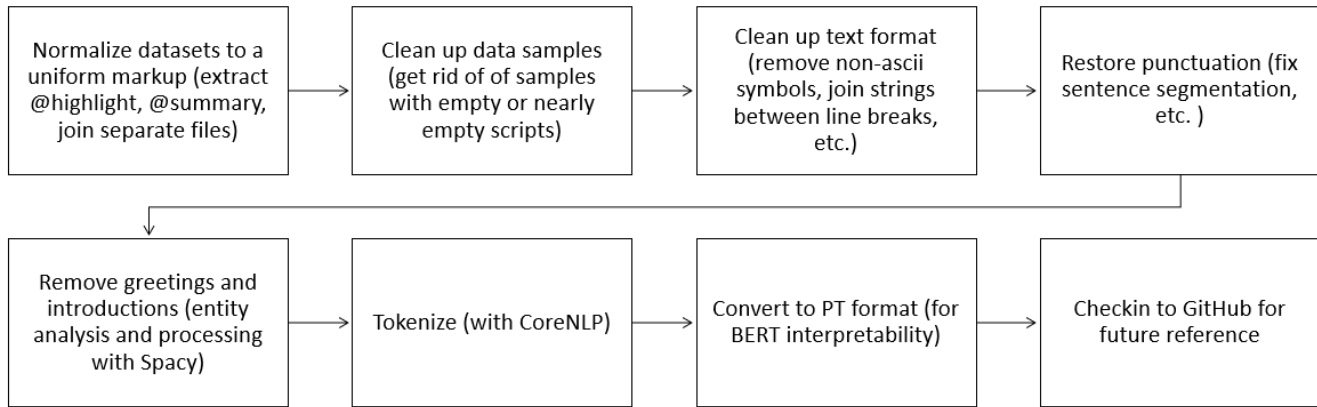 Normalize datasets to a
uniform markup (extract
@highlight, @summary,
join separate files)
Clean up data samples
(get rid of of samples
with empty or nearly
empty scripts)
Clean up text format
(remove non-ascii
symbols, join strings
between line breaks,
etc.)
Restore punctuation (fix
sentence segmentation,
etc. )
Remove greetings and
introductions (entity
analysis and processing
with Spacy)
Tokenize (with CoreNLP)
Convert to PT format (for
BERT interpretability)
Checkin to GitHub for
future reference